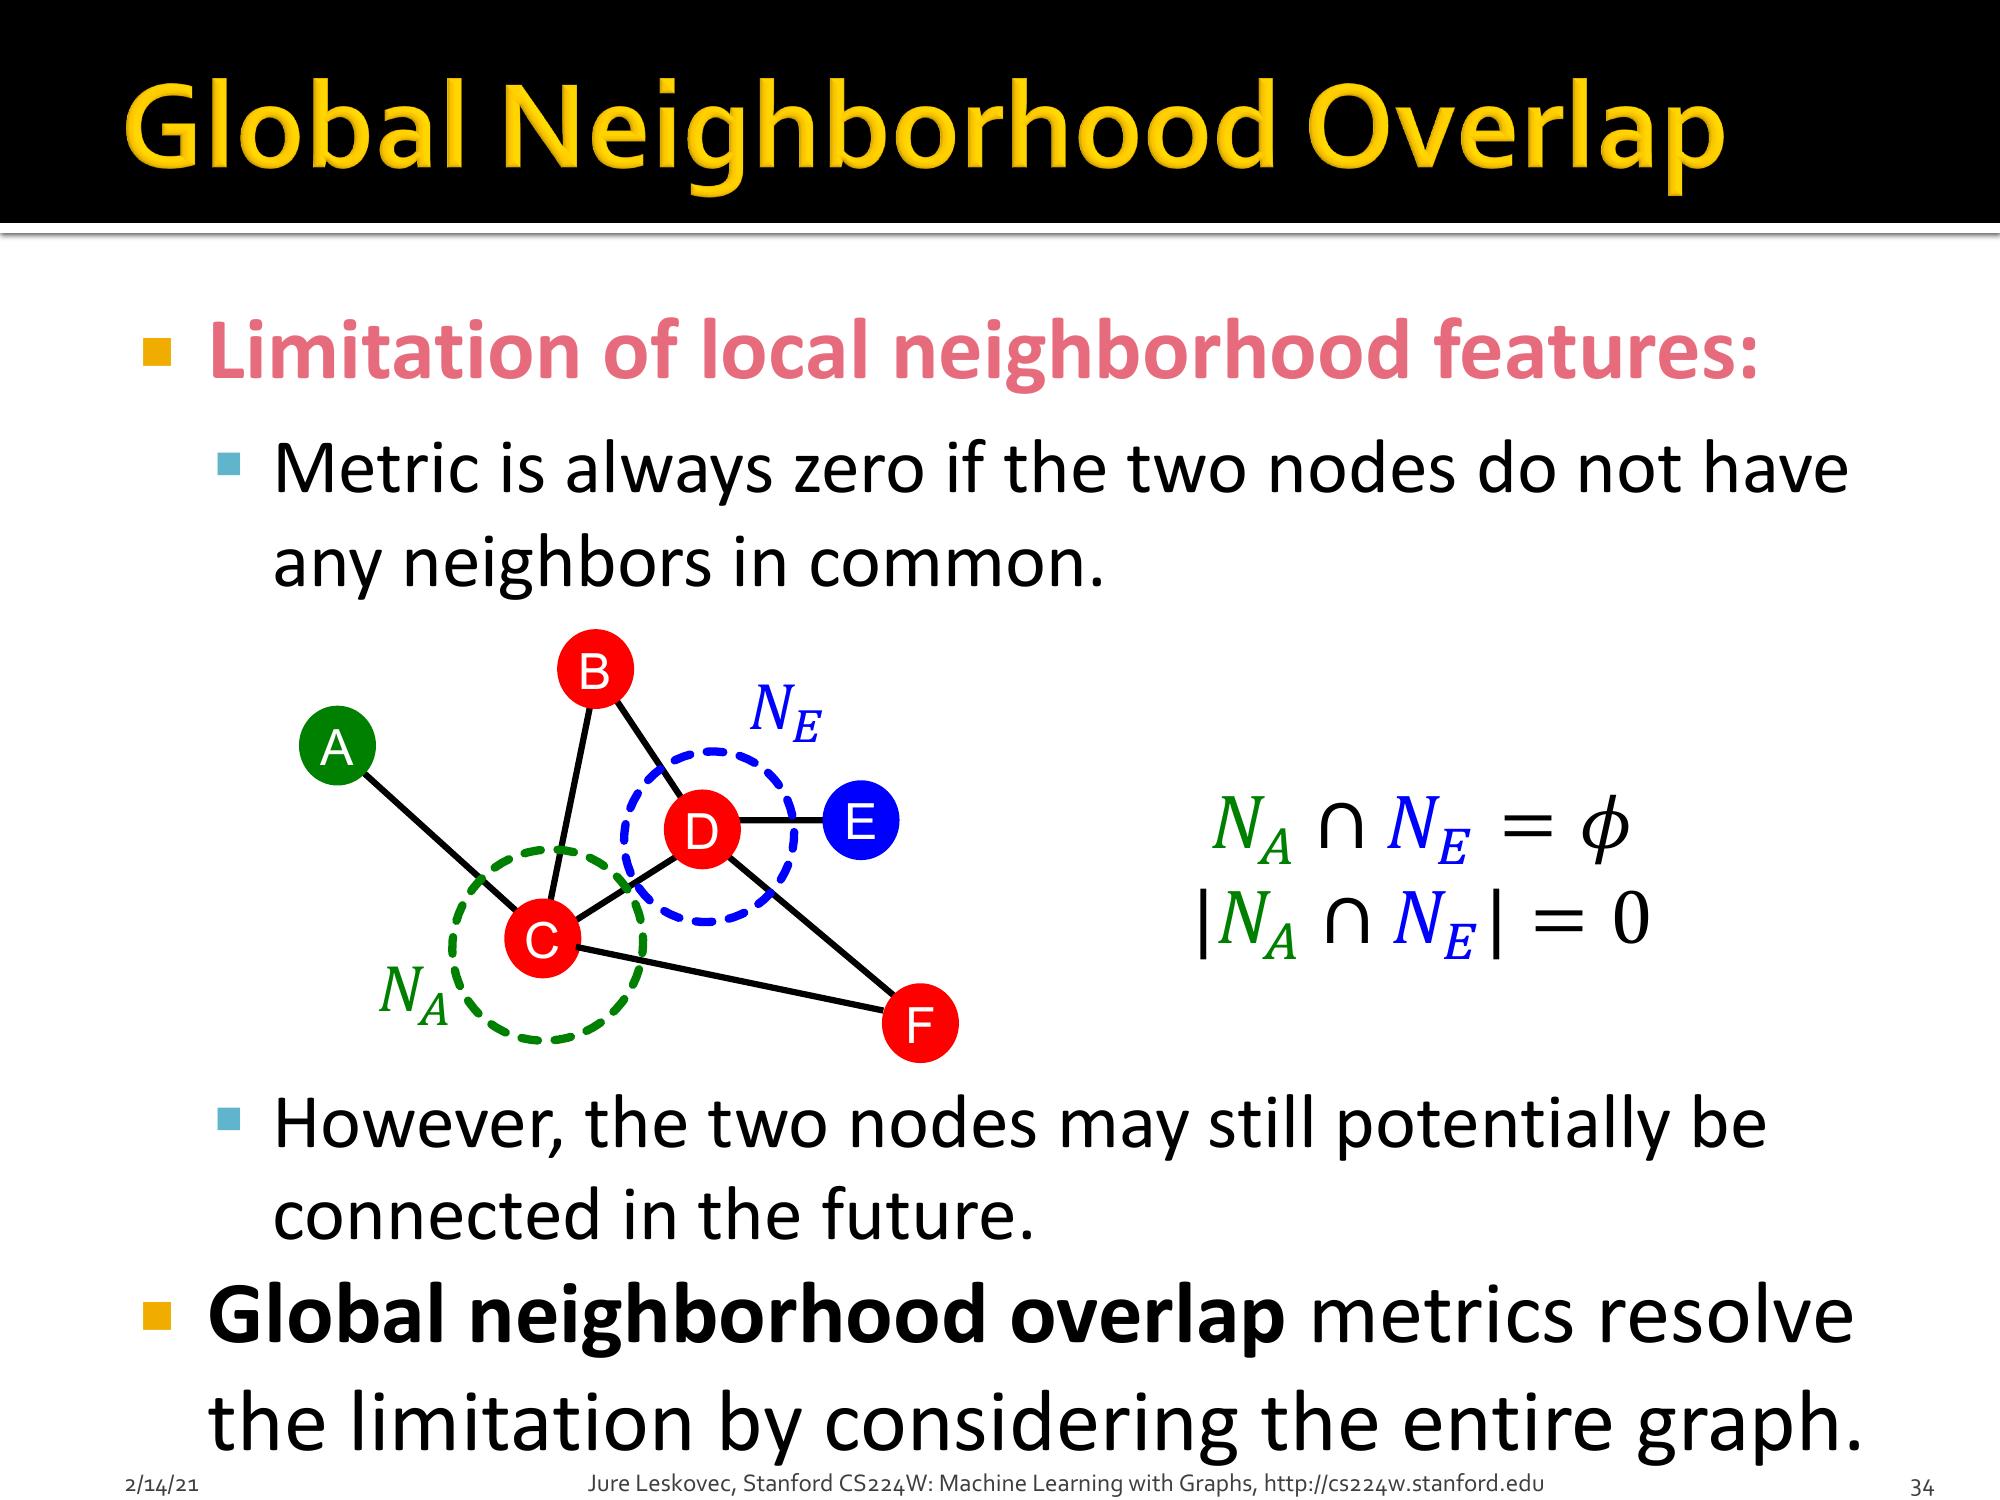 Global Neighborhood Overlap
Limitation of local neighborhood features:
Metric is always zero if the two nodes do not have
any neighbors in common.
B
N_E
A
D
E
N_A ∩ N_E = ϕ
|N_A ∩ N_E| = 0
C
N_A
F
However, the two nodes may still potentially be
connected in the future.
Global neighborhood overlap metrics resolve
the limitation by considering the entire graph.
2/14/21
Jure Leskovec, Stanford CS224W: Machine Learning with Graphs, http://cs224w.stanford.edu
34